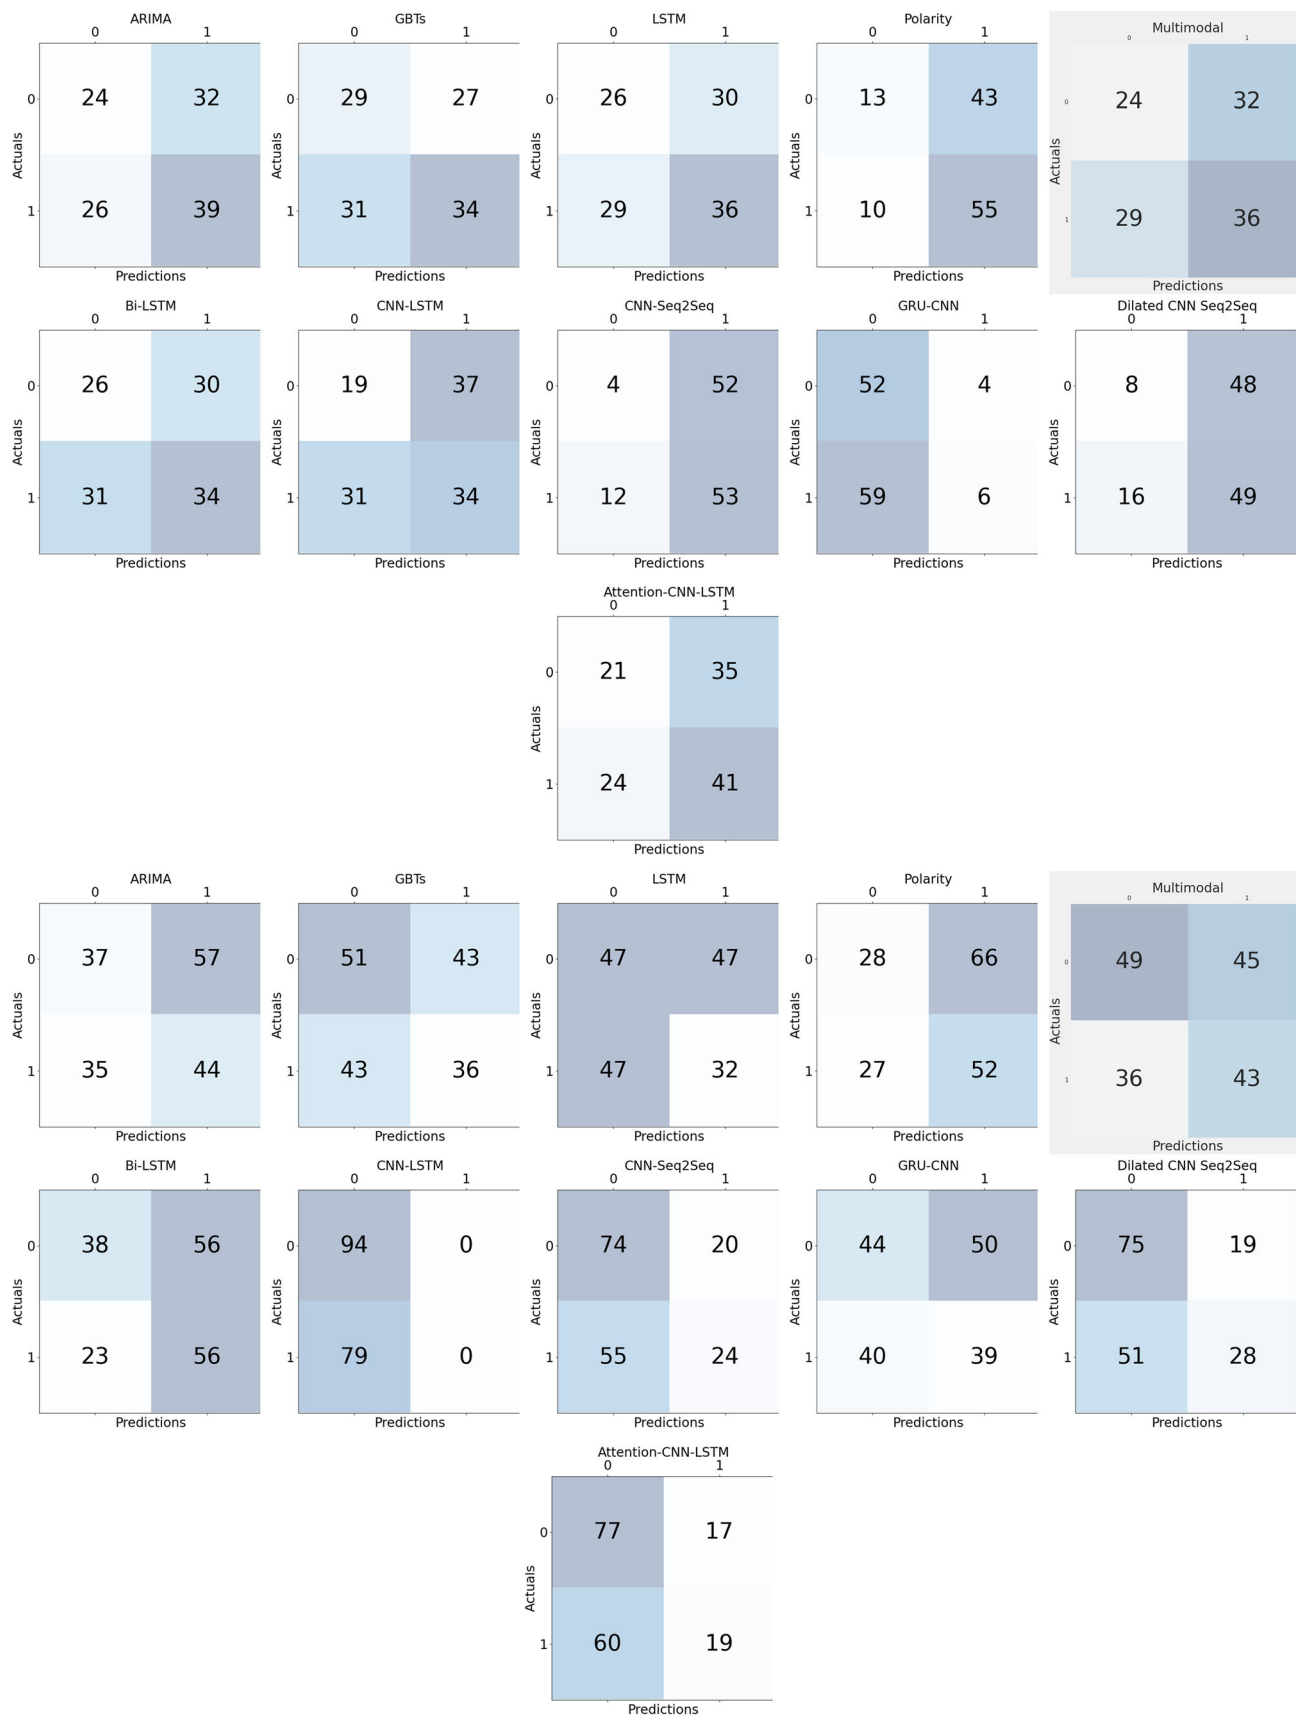 ARIMA GBTs LSTM Polarity Multimodal
0 1 0 1 0 1 0 1 0 1
0 24 32 0 29 27 0 26 30 0 13 43 0 24 32
Actuals Actuals Actuals Actuals Actuals
1 26 39 1 31 34 1 29 36 1 10 55 1 29 36
Predictions Predictions Predictions Predictions Predictions
Bi-LSTM CNN-LSTM CNN-Seq2Seq GRU-CNN Dilated CNN Seq2Seq
0 1 0 1 0 1 0 1 0 1
0 26 30 0 19 37 0 4 52 0 52 4 0 8 48
Actuals Actuals Actuals Actuals Actuals
1 31 34 1 31 34 1 12 53 1 59 6 1 16 49
Predictions Predictions Predictions Predictions Predictions
Attention-CNN-LSTM
0 1
0 21 35
Actuals
1 24 41
Predictions
ARIMA GBTs LSTM Polarity Multimodal
0 1 0 1 0 1 0 1 0 1
0 37 57 0 51 43 0 47 47 0 28 66 0 49 45
Actuals Actuals Actuals Actuals Actuals
1 35 44 1 43 36 1 47 32 1 27 52 1 36 43
Predictions Predictions Predictions Predictions Predictions
Bi-LSTM CNN-LSTM CNN-Seq2Seq GRU-CNN Dilated CNN Seq2Seq
0 1 0 1 0 1 0 1 0 1
0 38 56 0 94 0 0 74 20 0 44 50 0 75 19
Actuals Actuals Actuals Actuals Actuals
1 23 56 1 79 0 1 55 24 1 40 39 1 51 28
Predictions Predictions Predictions Predictions Predictions
Attention-CNN-LSTM
0 1
0 77 17
Actuals
1 60 19
Predictions